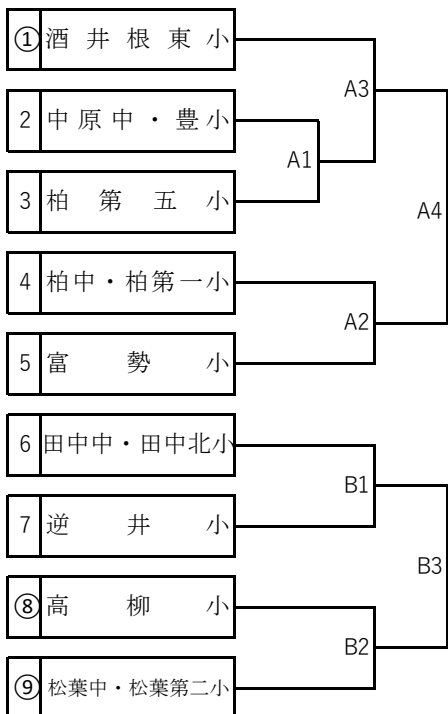 ① 酒井根東小
A3
2 中原中・豊小
A1
3 柏第五小
A4
4 柏中・柏第一小
A2
5 富勢小
6 田中中・田中北小
B1
7 逆井小
B3
⑧ 高柳小
B2
⑨ 松葉中・松葉第二小